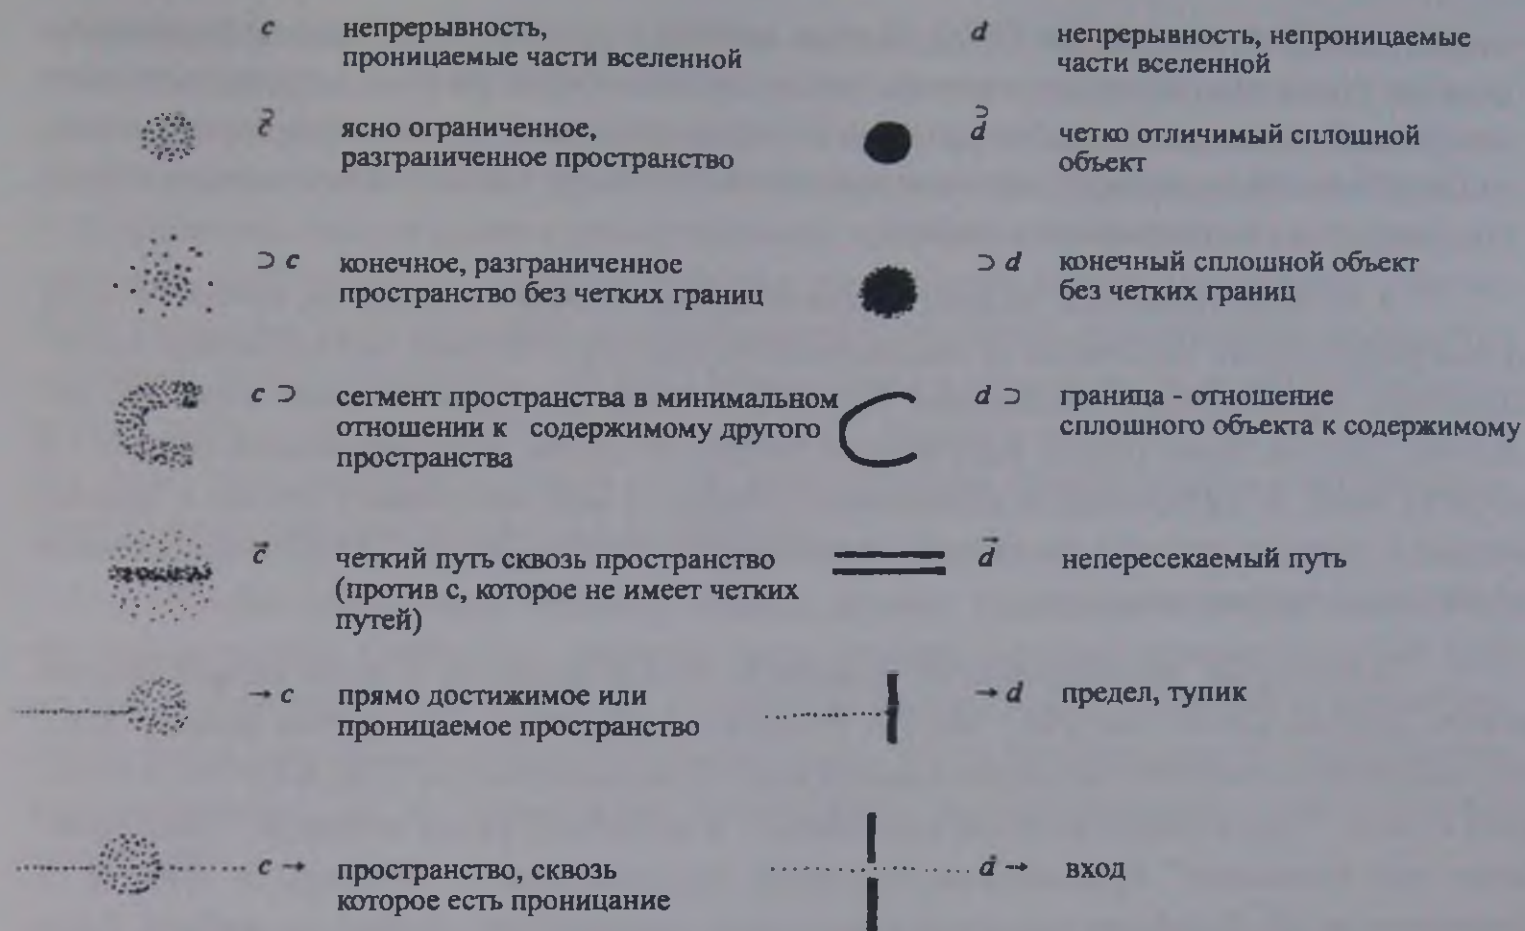 c непрерывность,
проницаемые части вселенной
d непрерывность, непроницаемые
части вселенной
ясно ограниченное,
разграниченное пространство
d четко отличимый сплошной
объект
⊃ c конечное, разграниченное
пространство без четких границ
⊃ d конечный сплошной объект
без четких границ
c ⊃ сегмент пространства в минимальном
отношении к содержимому другого
пространства
d ⊃ граница - отношение
сплошного объекта к содержимому
c⃗ четкий путь сквозь пространство
(против с, которое не имеет четких
путей)
d⃗ непересекаемый путь
→ c прямо достижимое или
проницаемое пространство
→ d предел, тупик
c → пространство, сквозь
которое есть проницание
d → вход